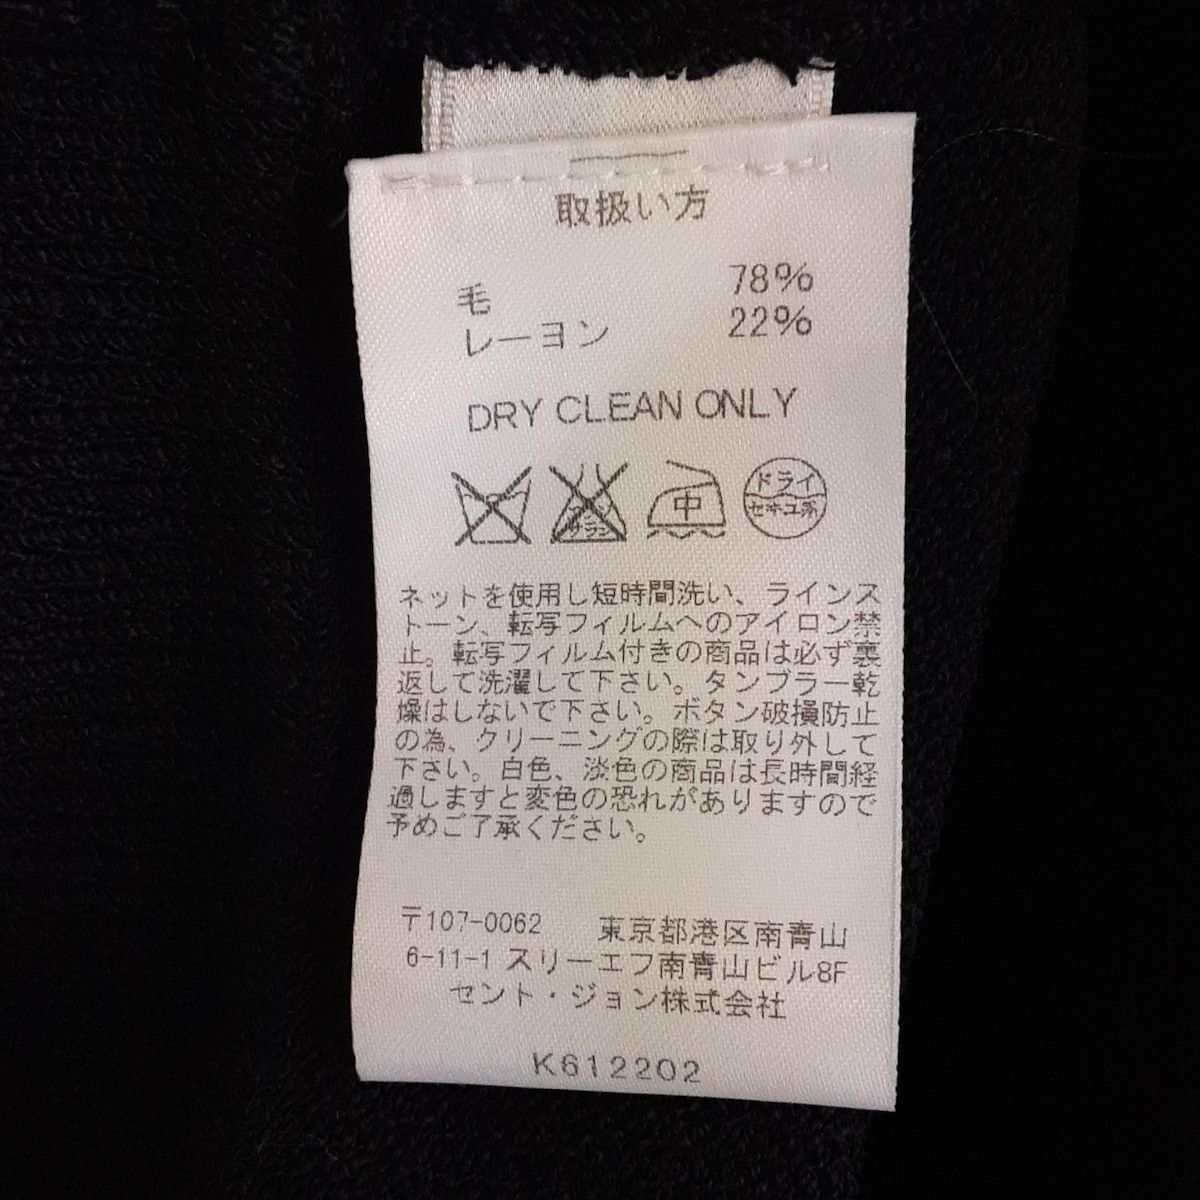 取扱い方
毛 78%
レーヨン 22%
DRY CLEAN ONLY
中 ドライ
エンソサラシ セキユ系
ネットを使用し短時間洗い、ラインス
トーン、転写フィルムへのアイロン禁
止。転写フィルム付きの商品は必ず裏
返して洗濯して下さい。タンブラー乾
燥はしないで下さい。ボタン破損防止
の為、クリーニングの際は取り外して
下さい。白色、淡色の商品は長時間経
過しますと変色の恐れがありますので
予めご了承ください。
〒107-0062 東京都港区南青山
6-11-1 スリーエフ南青山ビル8F
セント・ジョン株式会社
K612202